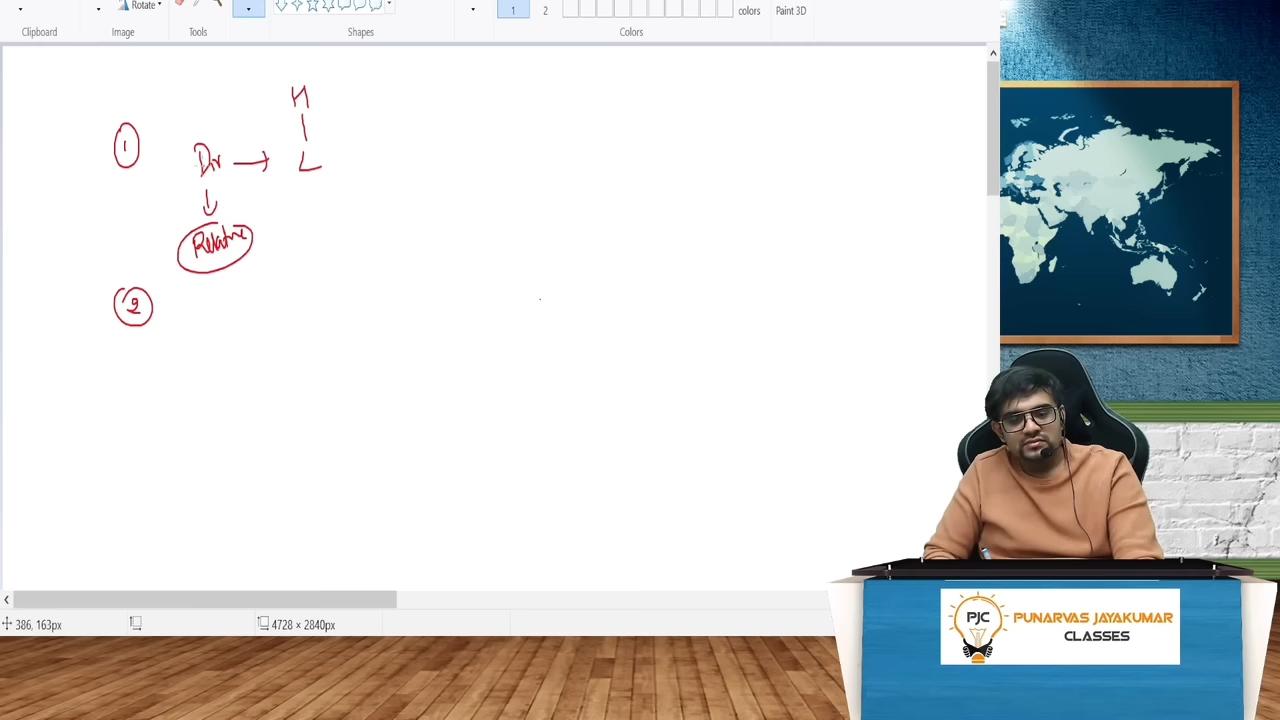 Rotate
1
2
colors
Paint 3D
Clipboard
Image
Tools
Shapes
Colors
H
1
Dir → L
Relative
2
386, 163px
4728 × 2840px
PJC
PUNARVAS JAYAKUMAR
CLASSES